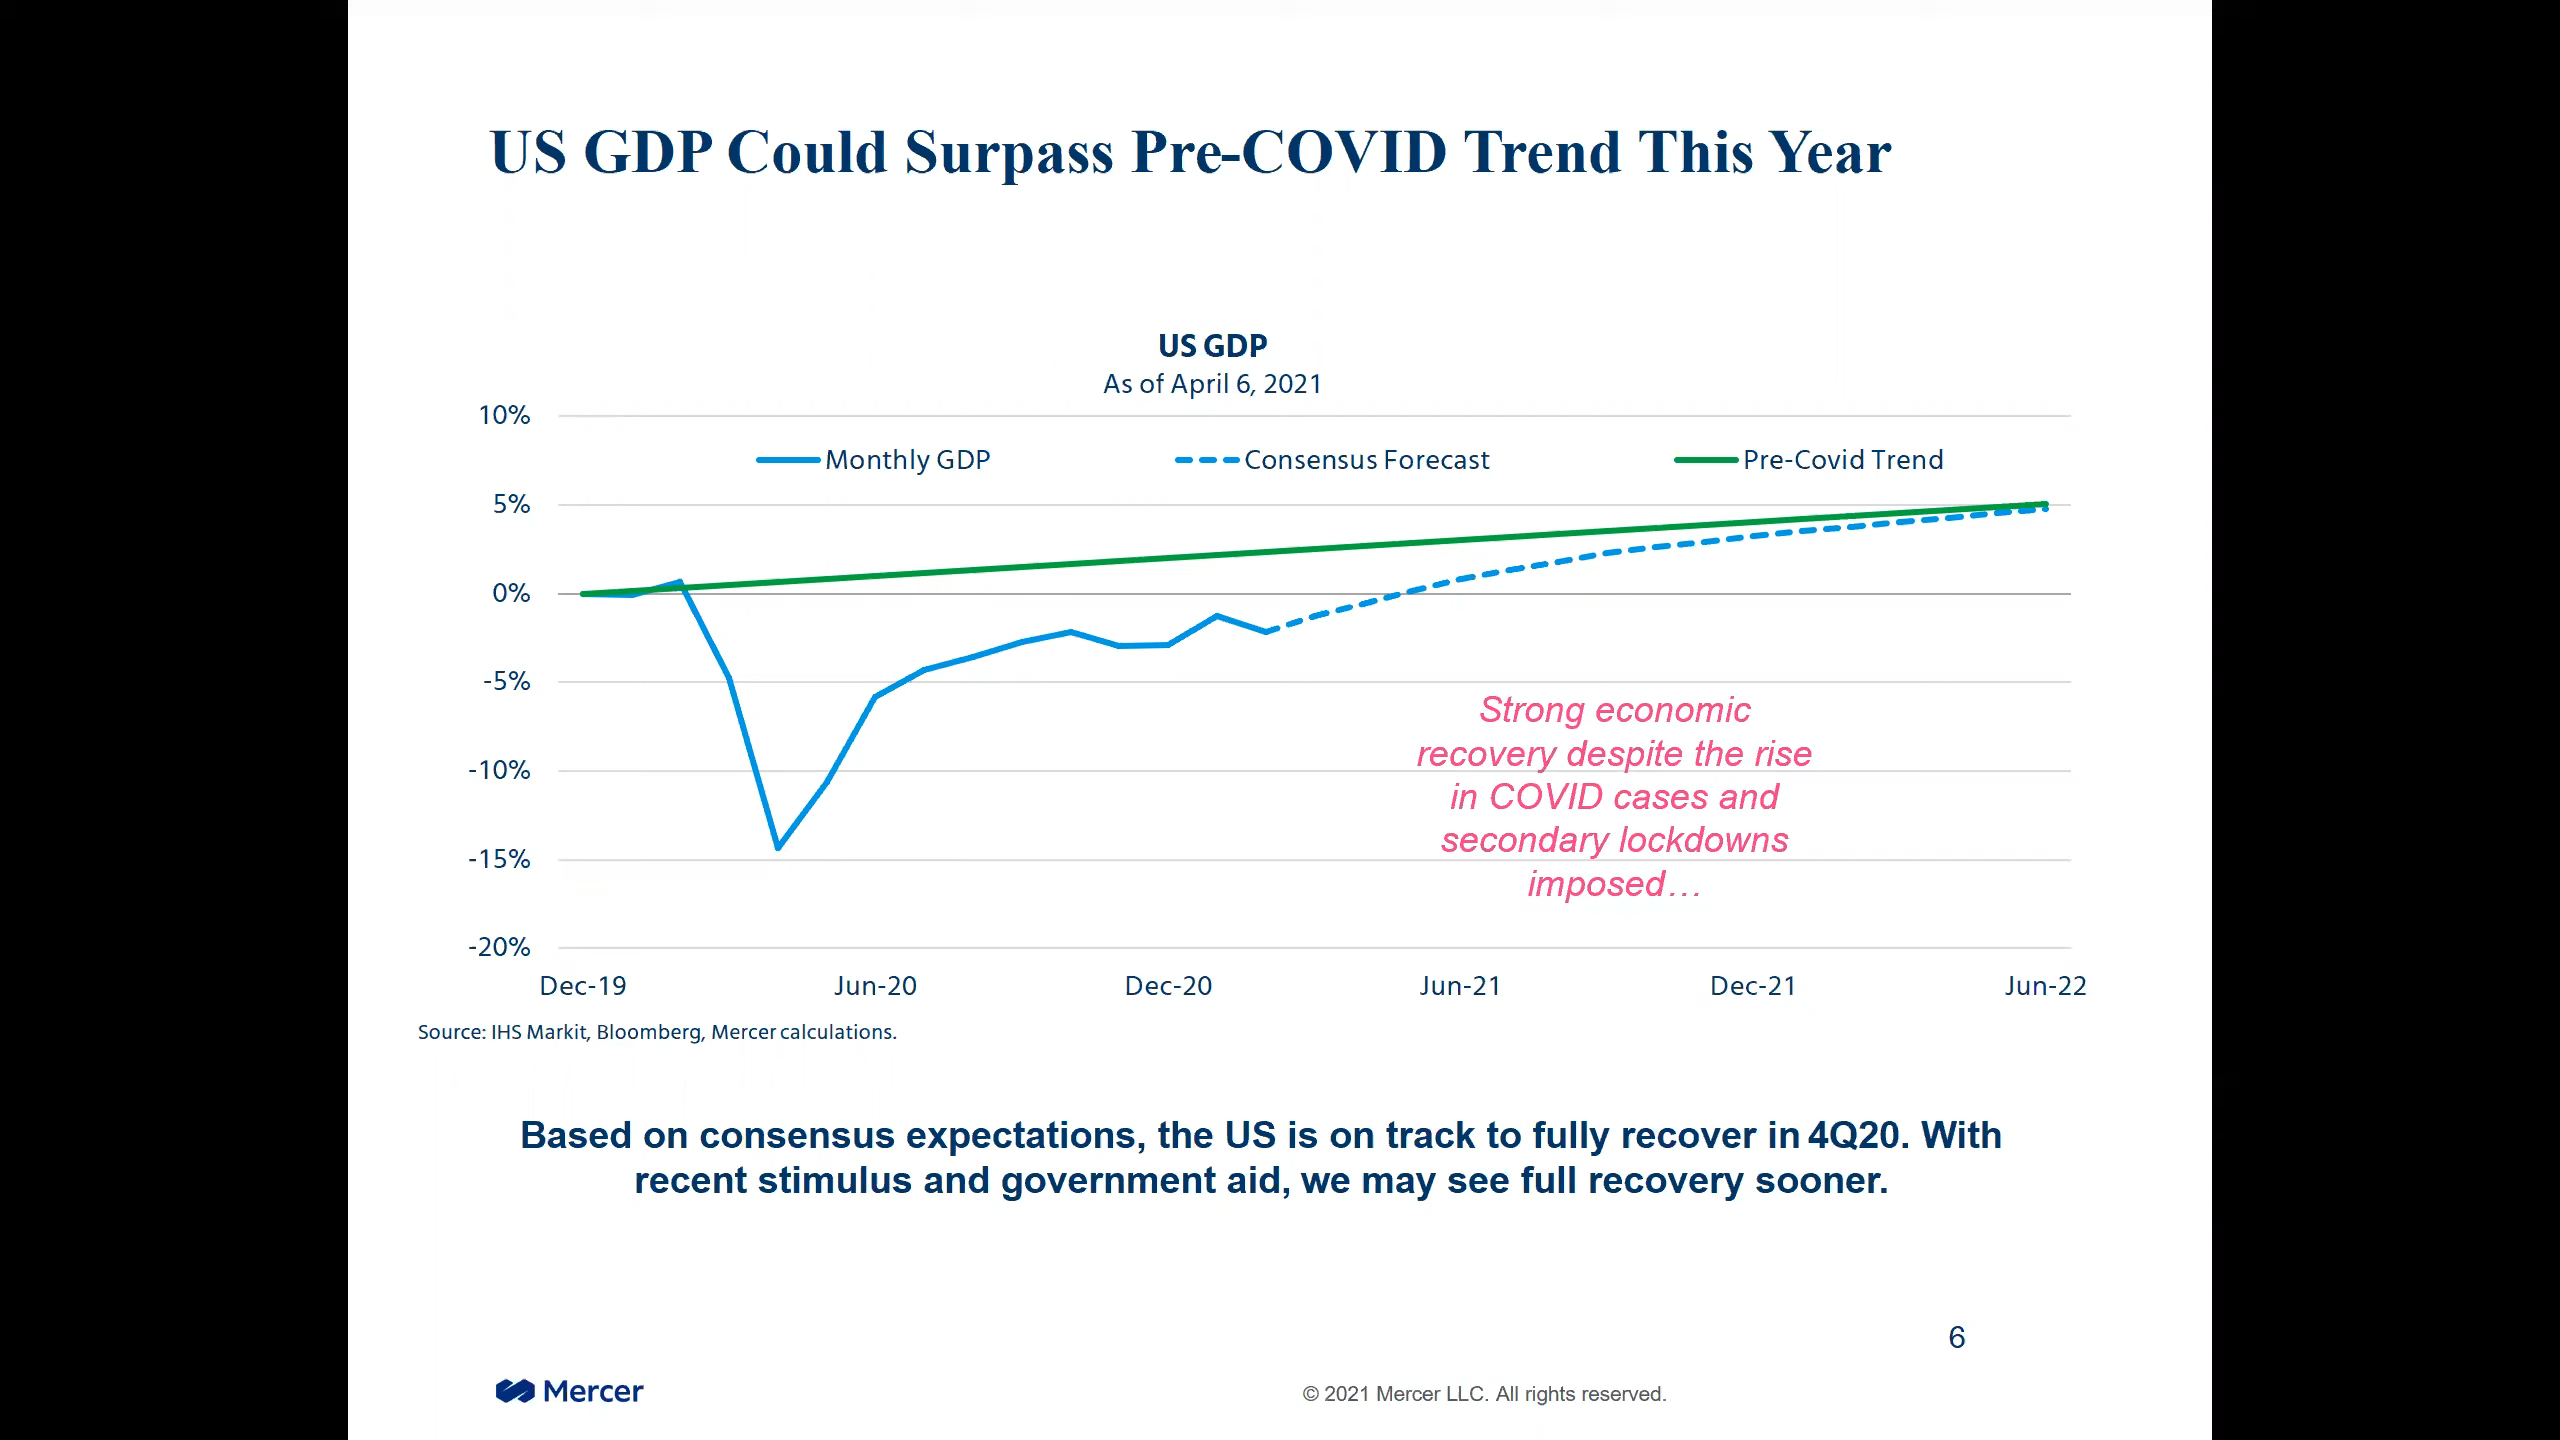 US GDP Could Surpass Pre-COVID Trend This Year
US GDP
As of April 6, 2021
10%
Monthly GDP
Consensus Forecast
Pre-Covid Trend
5%
0%
-5%
-10%
-15%
-20%
Strong economic
recovery despite the rise
in COVID cases and
secondary lockdowns
imposed…
Dec-19
Jun-20
Dec-20
Jun-21
Dec-21
Jun-22
Source: IHS Markit, Bloomberg, Mercer calculations.
Based on consensus expectations, the US is on track to fully recover in 4Q20. With
recent stimulus and government aid, we may see full recovery sooner.
6
Mercer
© 2021 Mercer LLC. All rights reserved.